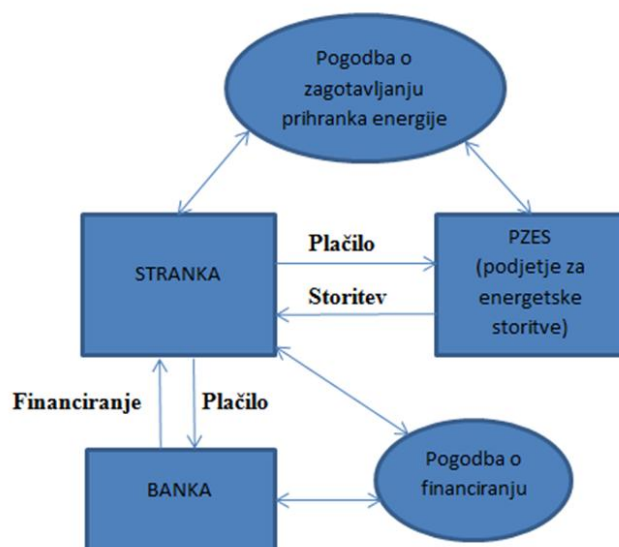 Pogodba o
zagotavljanju
prihranka energije
STRANKA
Plačilo
Storitev
PZES
(podjetje za
energetske
storitve)
Financiranje
Plačilo
BANKA
Pogodba o
financiranju